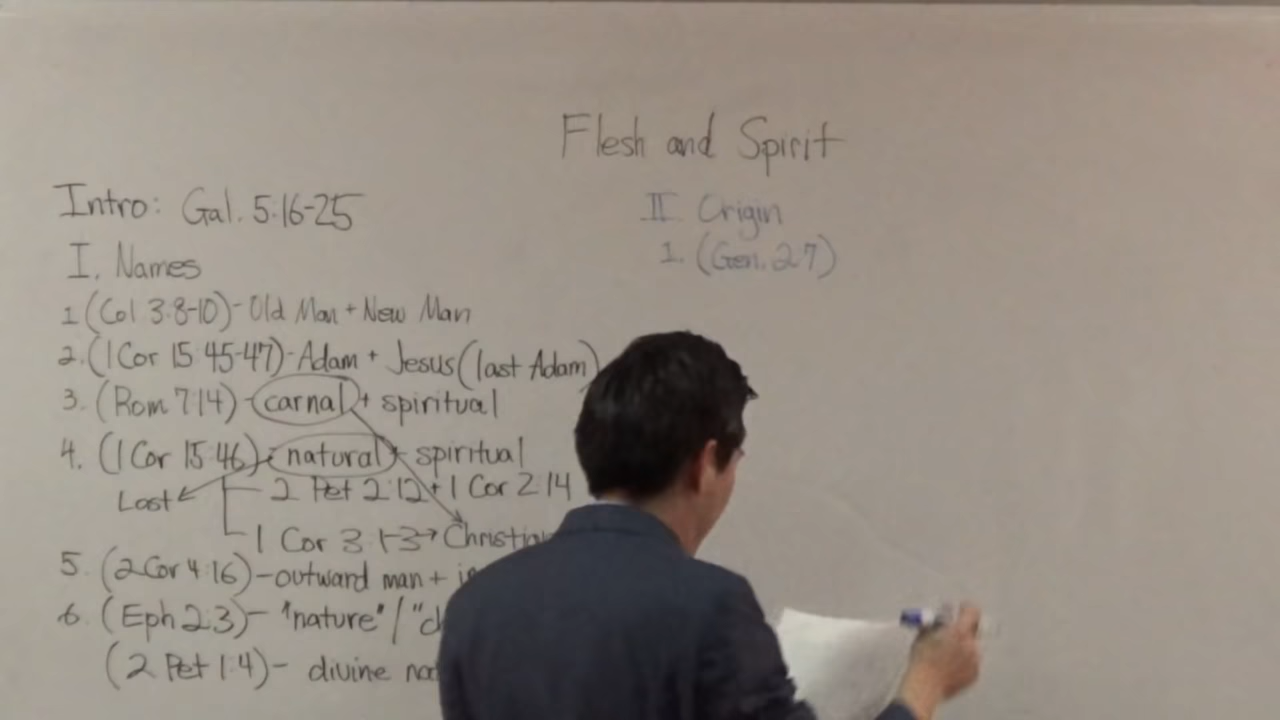 Flesh and Spirit
Intro: Gal. 5:16-25
I. Names
1 (Col 3:8-10)- Old Man + New Man
2. (1 Cor 15:45-47)- Adam + Jesus (last Adam)
3. (Rom 7:14) - carnal + spiritual
4. (1 Cor 15:46) - natural + spiritual
Lost
2 Pet 2:12 + 1 Cor 2:14
1 Cor 3:1-3 → Christian
5. (2 Cor 4:16) - outward man +
6. (Eph 2:3) - "nature" / "
(2 Pet 1:4) - divine
II. Origin
1. (Gen. 2:7)